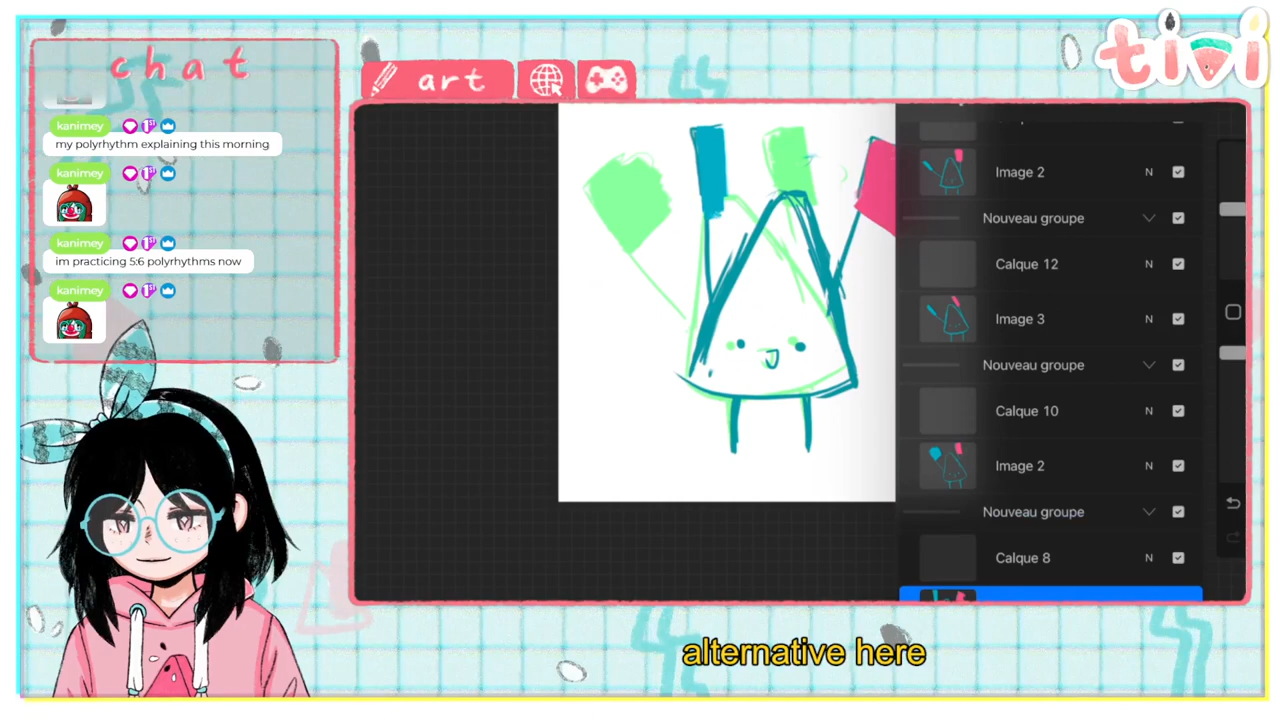 chat
kanimey
my polyrhythm explaining this morning
kanimey
kanimey
im practicing 5:6 polyrhythms now
kanimey
art
tivi
Image 2 N
Nouveau groupe
Calque 12 N
Image 3 N
Nouveau groupe
Calque 10 N
Image 2 N
Nouveau groupe
Calque 8 N
alternative here